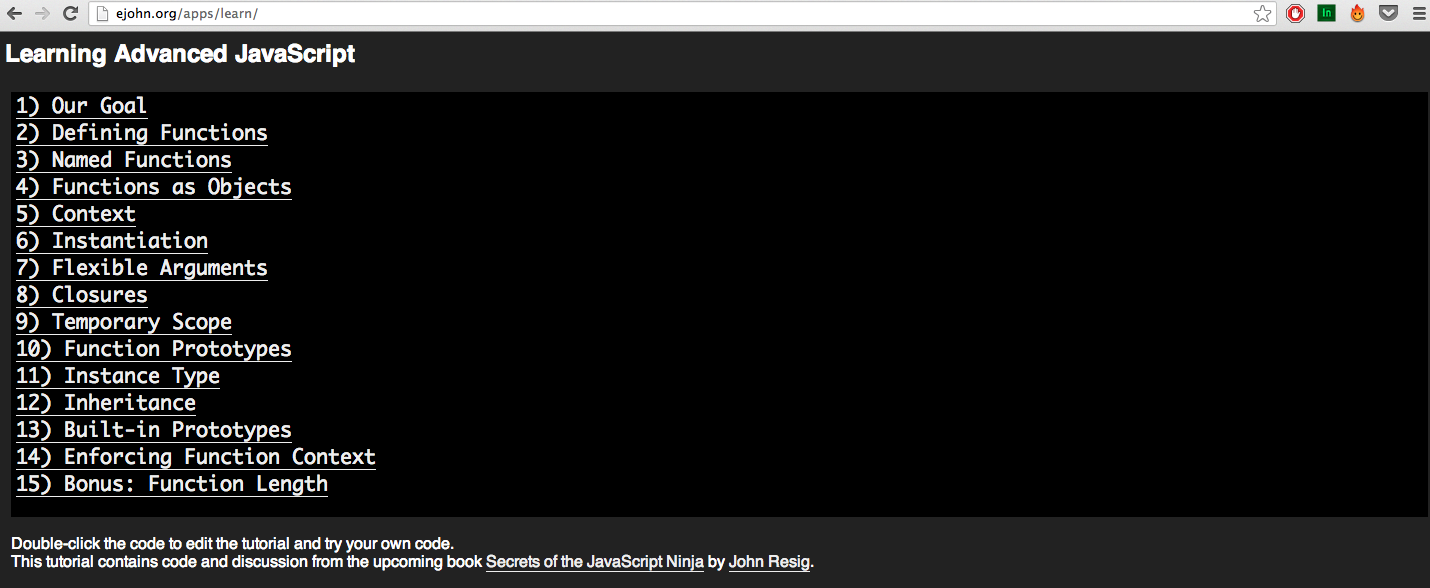 ejohn.org/apps/learn/
In
Learning Advanced JavaScript
1) Our Goal
2) Defining Functions
3) Named Functions
4) Functions as Objects
5) Context
6) Instantiation
7) Flexible Arguments
8) Closures
9) Temporary Scope
10) Function Prototypes
11) Instance Type
12) Inheritance
13) Built-in Prototypes
14) Enforcing Function Context
15) Bonus: Function Length
Double-click the code to edit the tutorial and try your own code.
This tutorial contains code and discussion from the upcoming book Secrets of the JavaScript Ninja by John Resig.